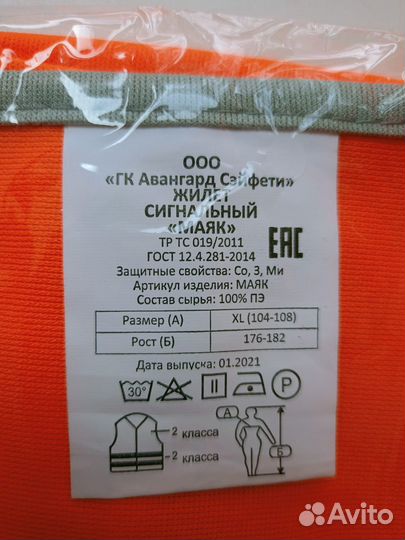 ООО
«ГК Авангард Сэйфети»
ЖИЛЕТ
СИГНАЛЬНЫЙ
«МАЯК»
ТР ТС 019/2011
ГОСТ 12.4.281-2014
EAC
Защитные свойства: Со, З, Ми
Артикул изделия: МАЯК
Состав сырья: 100% ПЭ
Размер (А) XL (104-108)
Рост (Б) 176-182
Дата выпуска: 01.2021
30° P
2 класса
2 класса
А
Б
Avito